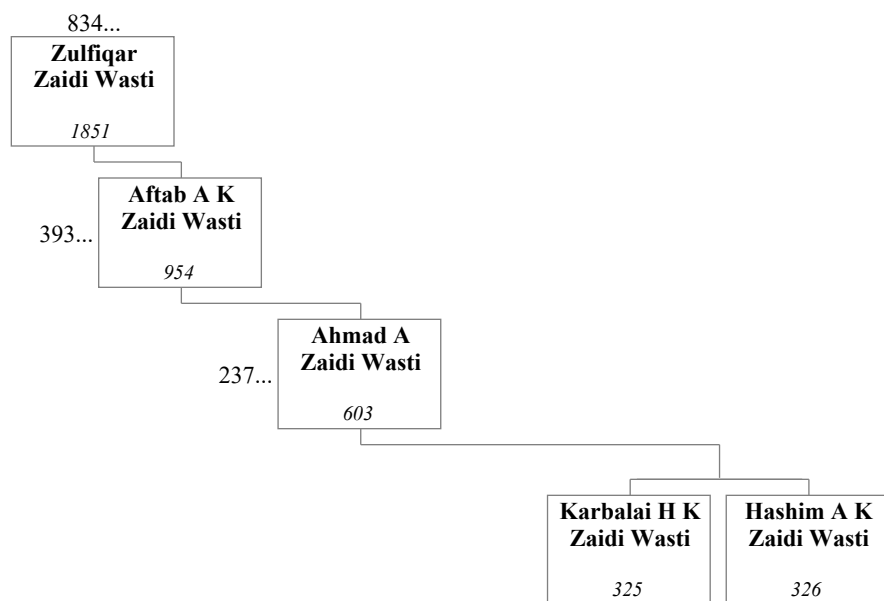 834...
Zulfiqar
Zaidi Wasti
1851
Aftab A K
Zaidi Wasti
393...
954
Ahmad A
Zaidi Wasti
237...
603
Karbalai H K
Zaidi Wasti
325
Hashim A K
Zaidi Wasti
326